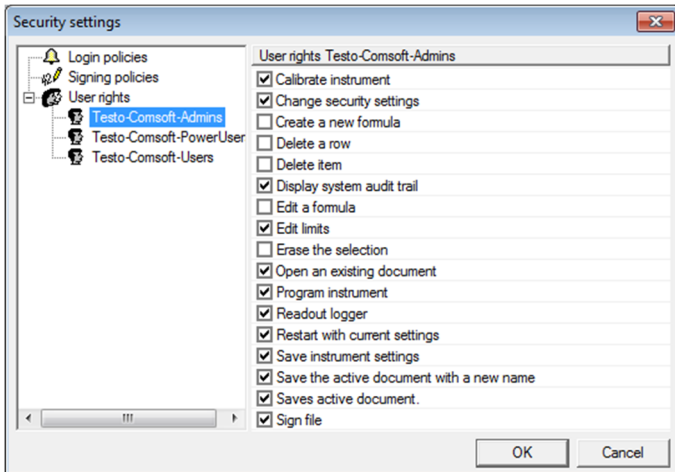 Security settings
Login policies
Signing policies
User rights
Testo-Comsoft-Admins
Testo-Comsoft-PowerUser
Testo-Comsoft-Users
User rights Testo-Comsoft-Admins
Calibrate instrument
Change security settings
Create a new formula
Delete a row
Delete item
Display system audit trail
Edit a formula
Edit limits
Erase the selection
Open an existing document
Program instrument
Readout logger
Restart with current settings
Save instrument settings
Save the active document with a new name
Saves active document.
Sign file
OK
Cancel